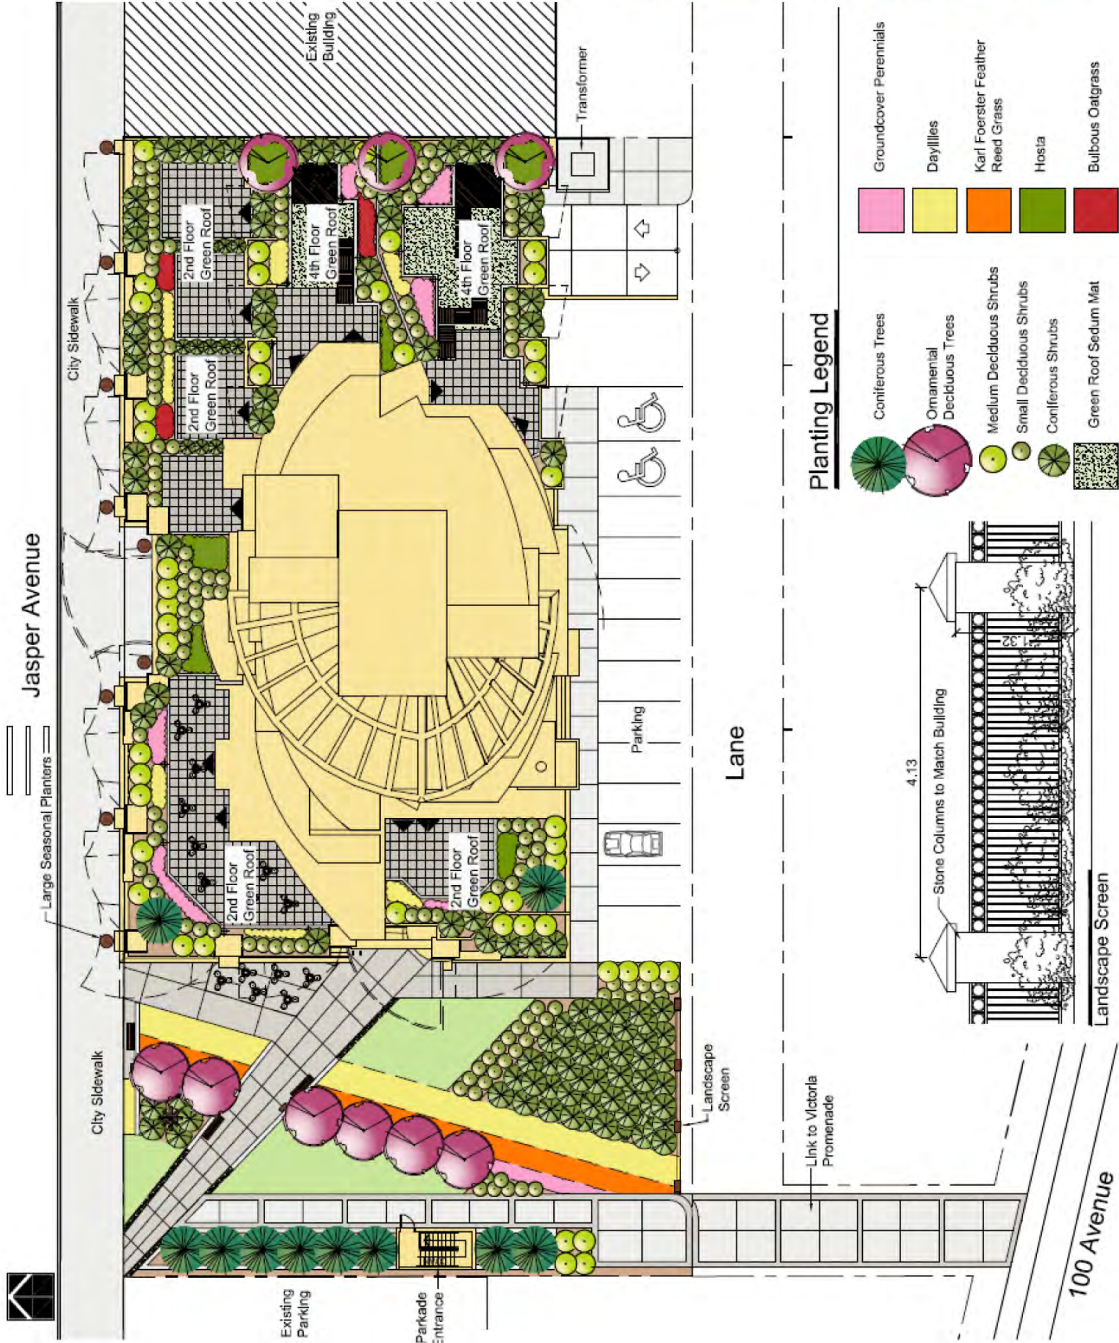 Jasper Avenue
Large Seasonal Planters
City Sidewalk
City Sidewalk
Existing
Building
Transformer
2nd Floor
Green Roof
2nd Floor
Green Roof
4th Floor
Green Roof
4th Floor
Green Roof
2nd Floor
Green Roof
2nd Floor
Green Roof
Parking
Lane
Landscape
Screen
Link to Victoria
Promenade
Existing
Parking
Parkade
Entrance
100 Avenue
Planting Legend
Coniferous Trees
Ornamental
Deciduous Trees
Medium Deciduous Shrubs
Small Deciduous Shrubs
Coniferous Shrubs
Green Roof Sedum Mat
Groundcover Perennials
Daylilies
Karl Foerster Feather
Reed Grass
Hosta
Bulbous Oatgrass
4.13
Stone Columns to Match Building
1.32
Landscape Screen